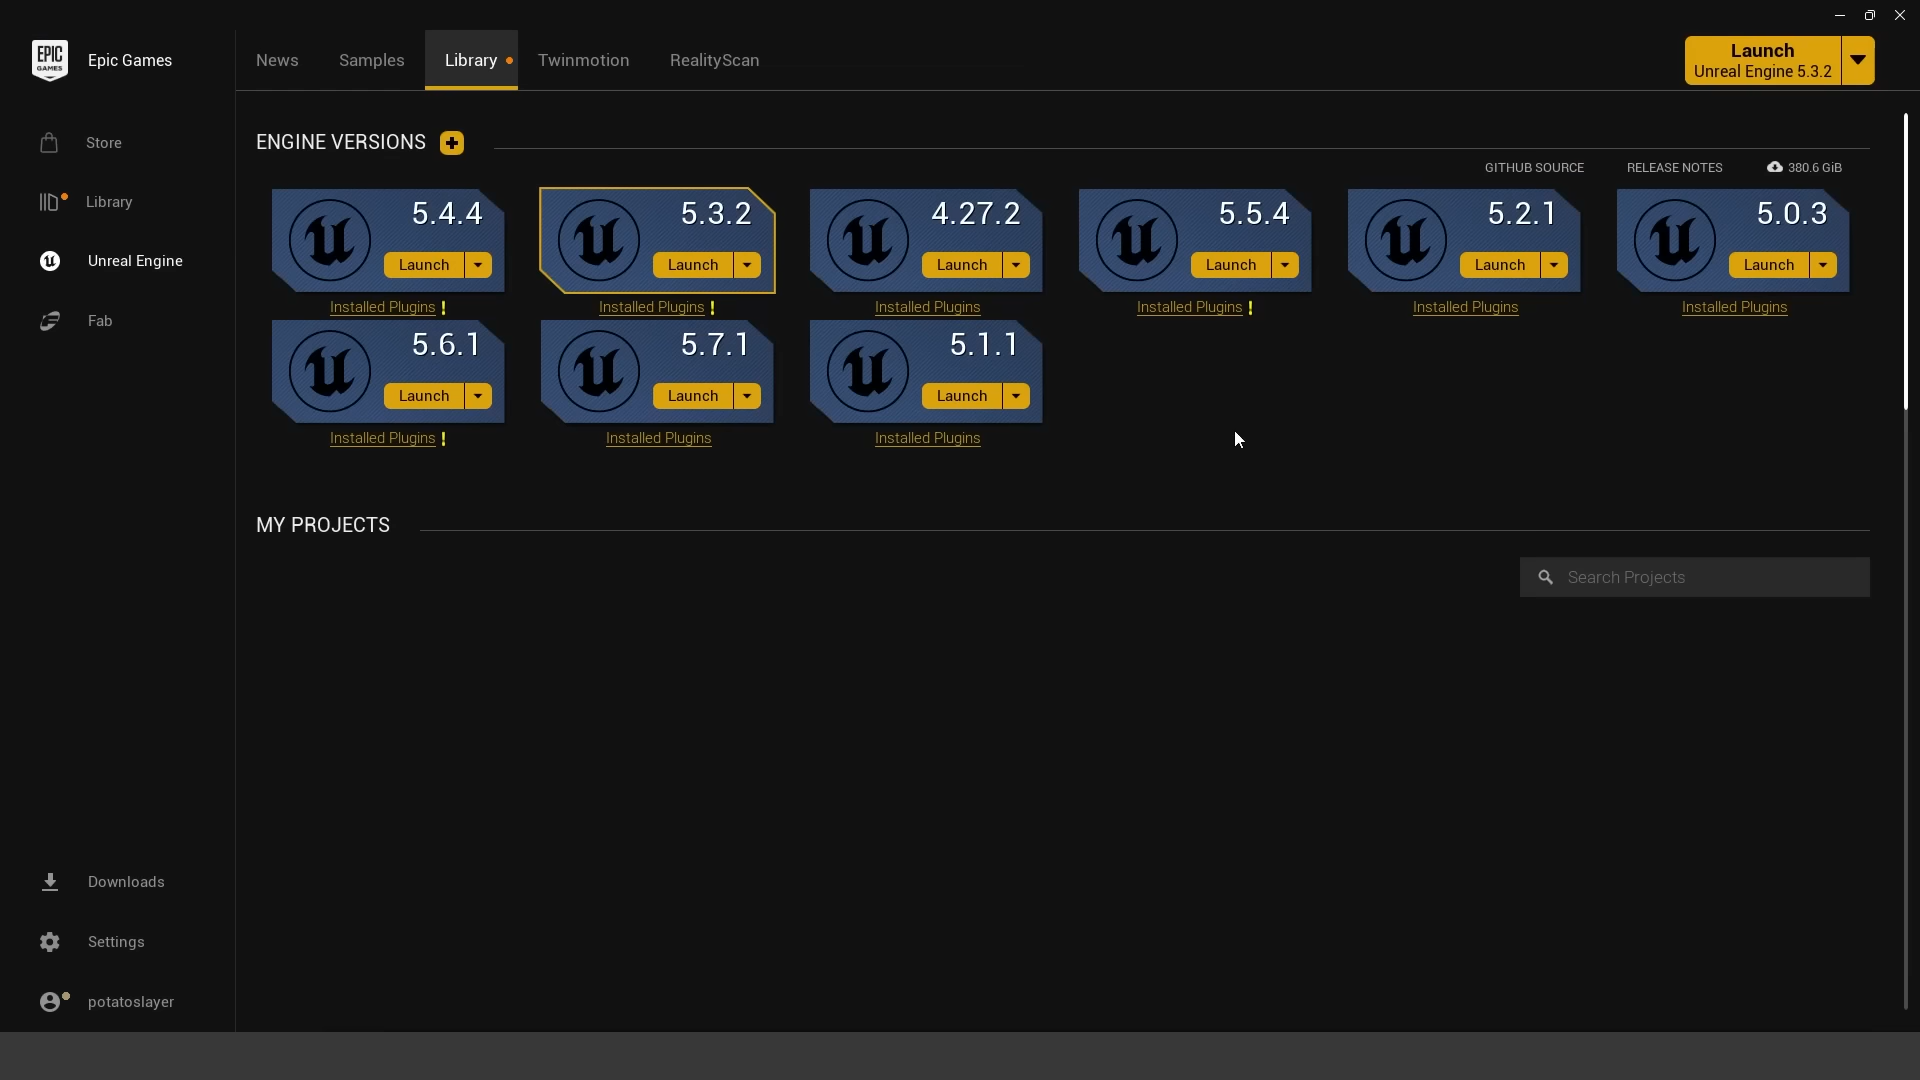 EPIC GAMES
Epic Games
News
Samples
Library
Twinmotion
RealityScan
Launch
Unreal Engine 5.3.2
Store
Library
Unreal Engine
Fab
ENGINE VERSIONS
GITHUB SOURCE
RELEASE NOTES
380.6 GiB
5.4.4
Launch
Installed Plugins !
5.3.2
Launch
Installed Plugins !
4.27.2
Launch
Installed Plugins
5.5.4
Launch
Installed Plugins !
5.2.1
Launch
Installed Plugins
5.0.3
Launch
Installed Plugins
5.6.1
Launch
Installed Plugins !
5.7.1
Launch
Installed Plugins
5.1.1
Launch
Installed Plugins
MY PROJECTS
Search Projects
Downloads
Settings
potatoslayer